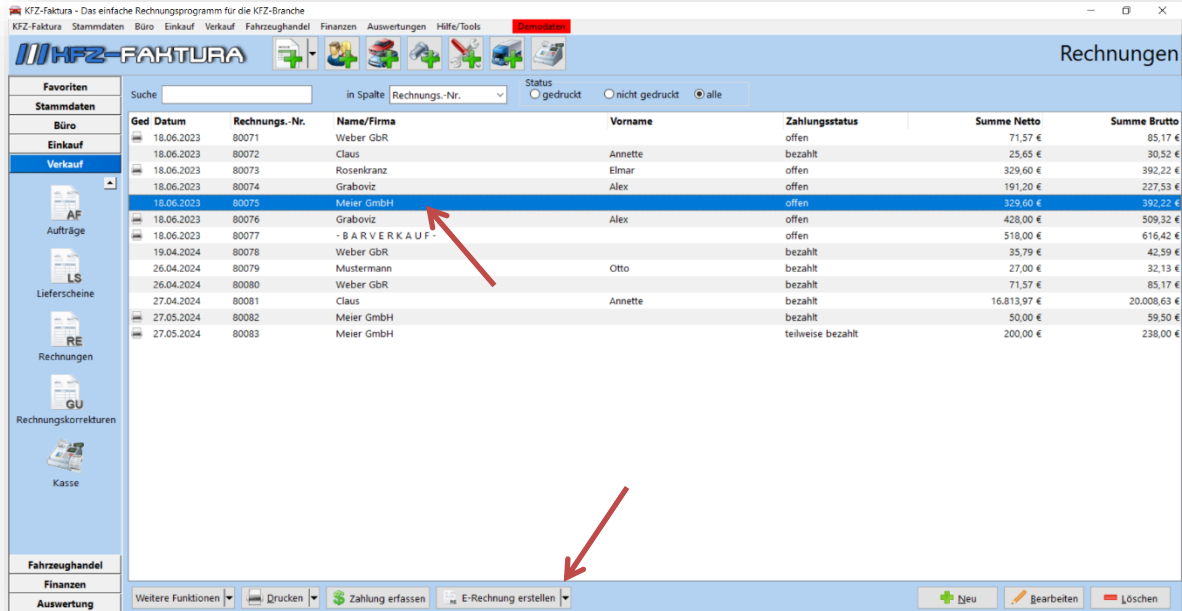 KFZ-Faktura - Das einfache Rechnungsprogramm für die KFZ-Branche
KFZ-Faktura Stammdaten Büro Einkauf Verkauf Fahrzeughandel Finanzen Auswertungen Hilfe/Tools Demodaten
KFZ-FAKTURA Rechnungen
Favoriten
Stammdaten
Büro
Einkauf
Verkauf
AF
Aufträge
LS
Lieferscheine
RE
Rechnungen
GU
Rechnungskorrekturen
Kasse
Fahrzeughandel
Finanzen
Auswertung
Status
Suche in Spalte Rechnungs.-Nr. gedruckt nicht gedruckt alle
Ged Datum Rechnungs.-Nr. Name/Firma Vorname Zahlungsstatus Summe Netto Summe Brutto
18.06.2023 80071 Weber GbR offen 71,57 € 85,17 €
18.06.2023 80072 Claus Annette bezahlt 25,65 € 30,52 €
18.06.2023 80073 Rosenkranz Elmar offen 329,60 € 392,22 €
18.06.2023 80074 Graboviz Alex offen 191,20 € 227,53 €
18.06.2023 80075 Meier GmbH offen 329,60 € 392,22 €
18.06.2023 80076 Graboviz Alex offen 428,00 € 509,32 €
18.06.2023 80077 - B A R V E R K A U F - offen 518,00 € 616,42 €
19.04.2024 80078 Weber GbR bezahlt 35,79 € 42,59 €
26.04.2024 80079 Mustermann Otto bezahlt 27,00 € 32,13 €
26.04.2024 80080 Weber GbR bezahlt 71,57 € 85,17 €
27.04.2024 80081 Claus Annette bezahlt 16.813,97 € 20.008,63 €
27.05.2024 80082 Meier GmbH bezahlt 50,00 € 59,50 €
27.05.2024 80083 Meier GmbH teilweise bezahlt 200,00 € 238,00 €
Weitere Funktionen Drucken Zahlung erfassen E-Rechnung erstellen Neu Bearbeiten Löschen